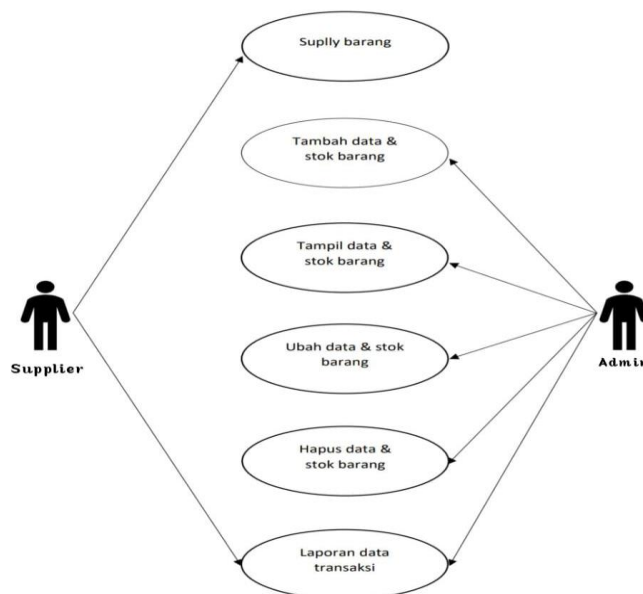 Suplly barang
Tambah data &
stok barang
Tampil data &
stok barang
Supplier
Ubah data & stok
barang
Admin
Hapus data &
stok barang
Laporan data
transaksi